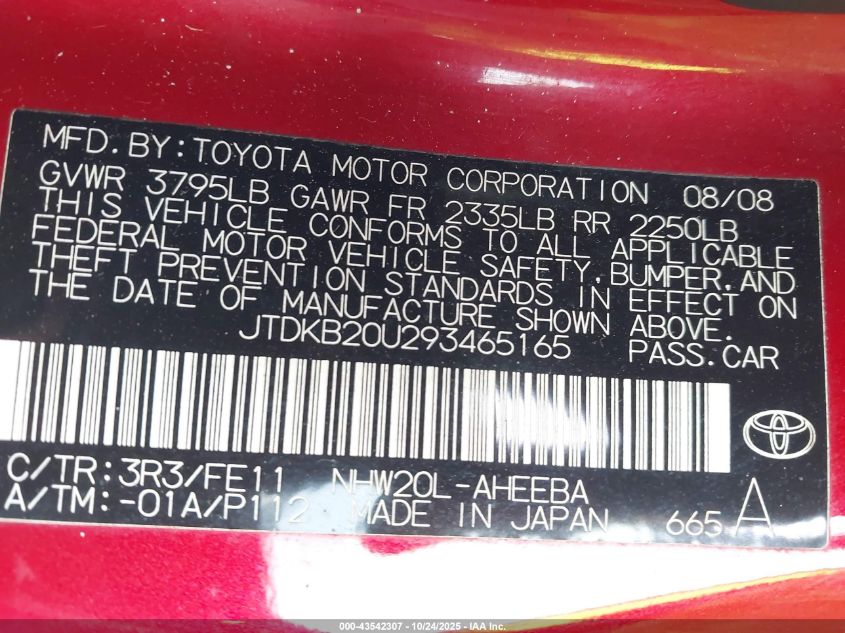 MFD.BY:TOYOTA MOTOR CORPORATION 08/08
GVWR 3795LB GAWR FR 2335LB RR 2250LB
THIS VEHICLE CONFORMS TO ALL APPLICABLE
FEDERAL MOTOR VEHICLE SAFETY,BUMPER,AND
THEFT PREVENTION STANDARDS IN EFFECT ON
THE DATE OF MANUFACTURE SHOWN ABOVE.
JTDKB20U293465165 PASS.CAR
C/TR:3R3/FE11 NHW20L-AHEEBA
A/TM:-01A/P112 MADE IN JAPAN 665 A
000-43542307 - 10/24/2025 - IAA Inc.